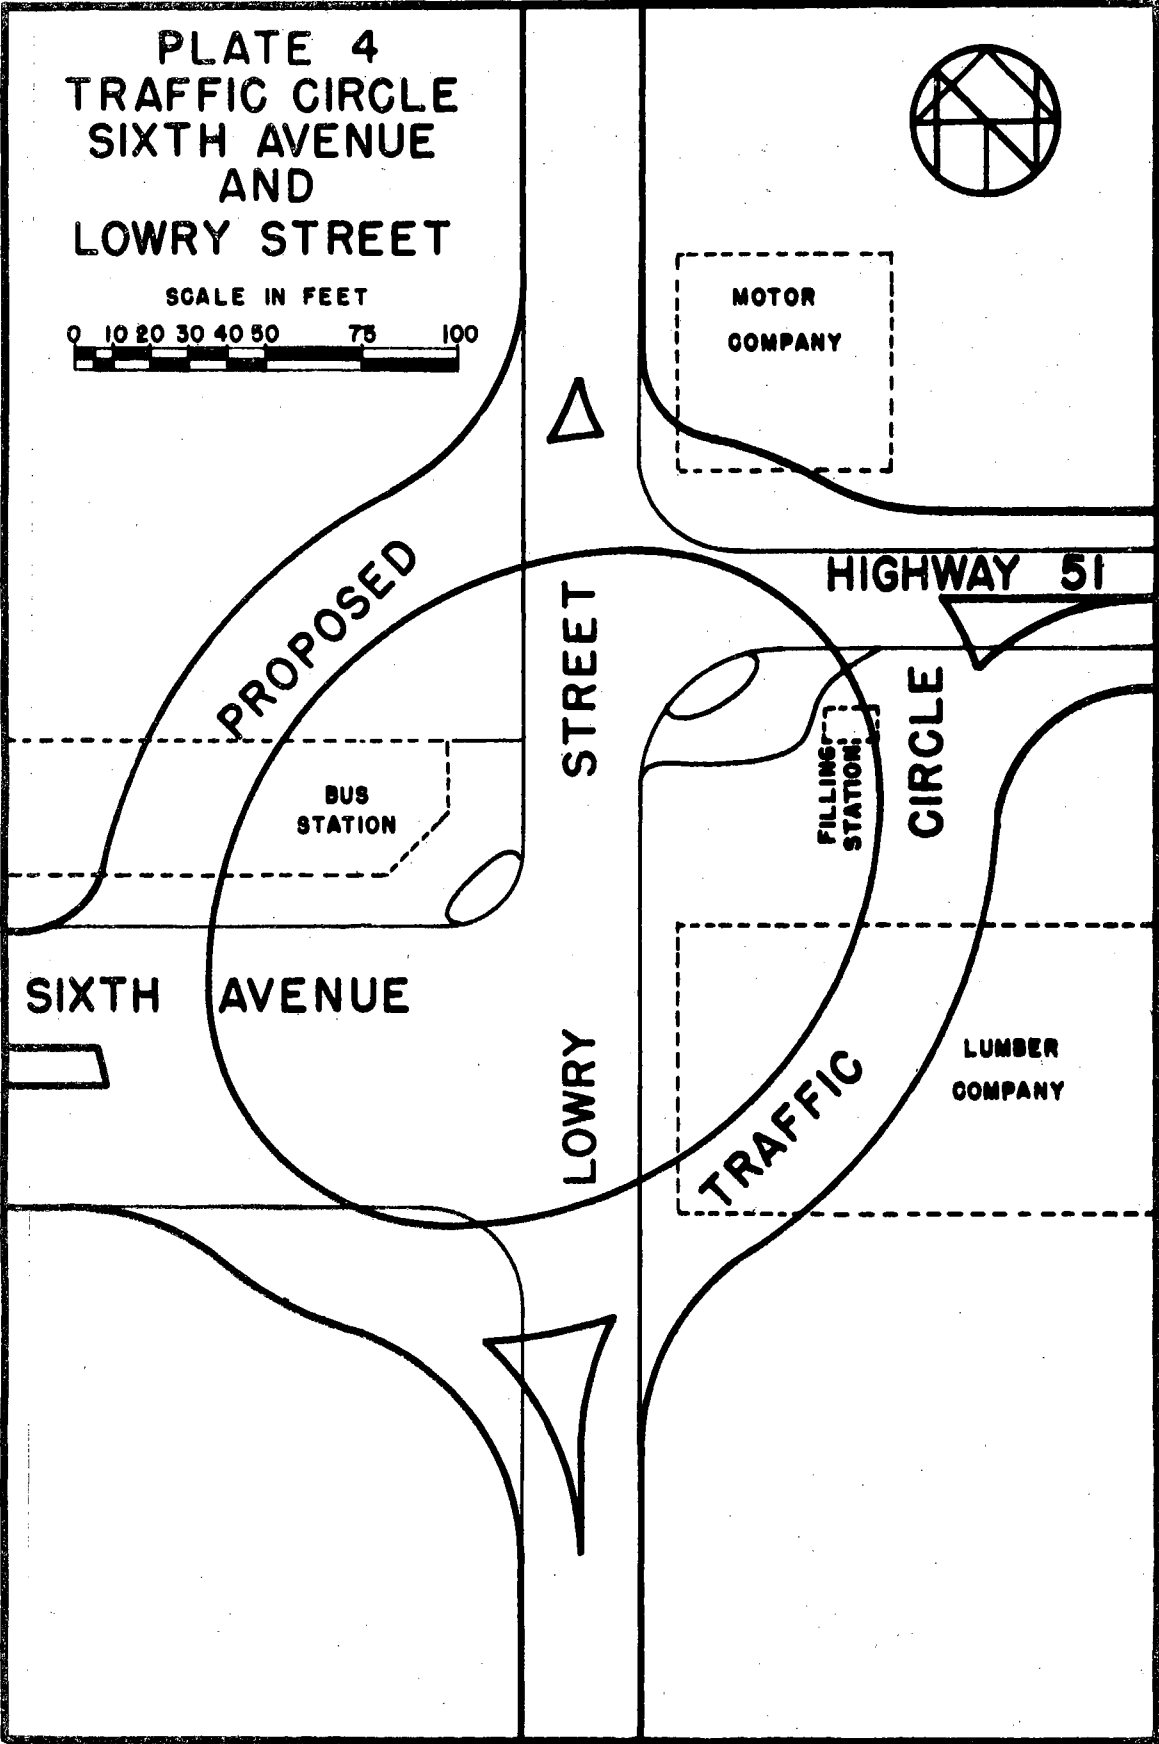 PLATE 4
TRAFFIC CIRCLE
SIXTH AVENUE
AND
LOWRY STREET
SCALE IN FEET
0 10 20 30 40 50 75 100
MOTOR
COMPANY
HIGHWAY 51
PROPOSED
STREET
CIRCLE
FILLING
STATION
BUS
STATION
SIXTH AVENUE
LOWRY
TRAFFIC
LUMBER
COMPANY